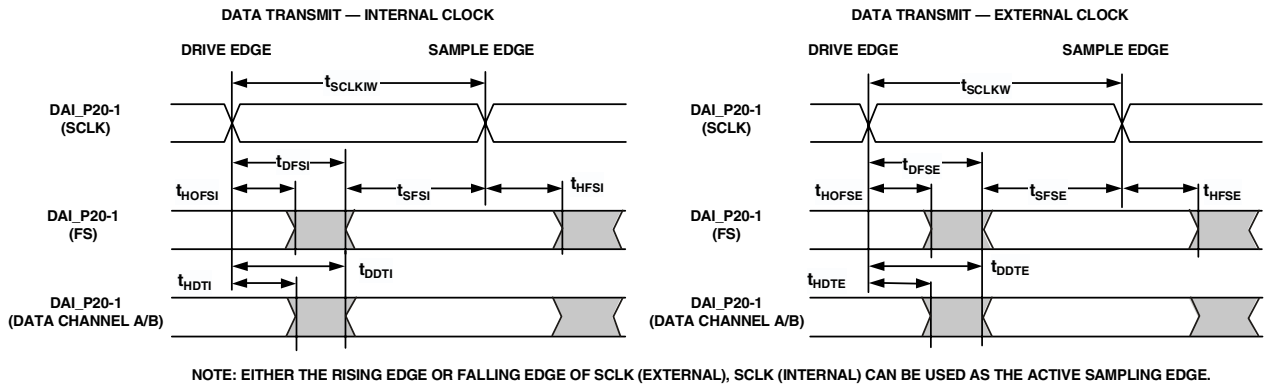 DATA TRANSMIT — INTERNAL CLOCK
DRIVE EDGE
SAMPLE EDGE
tSCLKIW
DAI_P20-1
(SCLK)
tDFSI
tHOFSI
tSFSI
tHFSI
DAI_P20-1
(FS)
tDDTI
tHDTI
DAI_P20-1
(DATA CHANNEL A/B)
DATA TRANSMIT — EXTERNAL CLOCK
DRIVE EDGE
SAMPLE EDGE
tSCLKW
DAI_P20-1
(SCLK)
tDFSE
tHOFSE
tSFSE
tHFSE
DAI_P20-1
(FS)
tDDTE
tHDTE
DAI_P20-1
(DATA CHANNEL A/B)
NOTE: EITHER THE RISING EDGE OR FALLING EDGE OF SCLK (EXTERNAL), SCLK (INTERNAL) CAN BE USED AS THE ACTIVE SAMPLING EDGE.